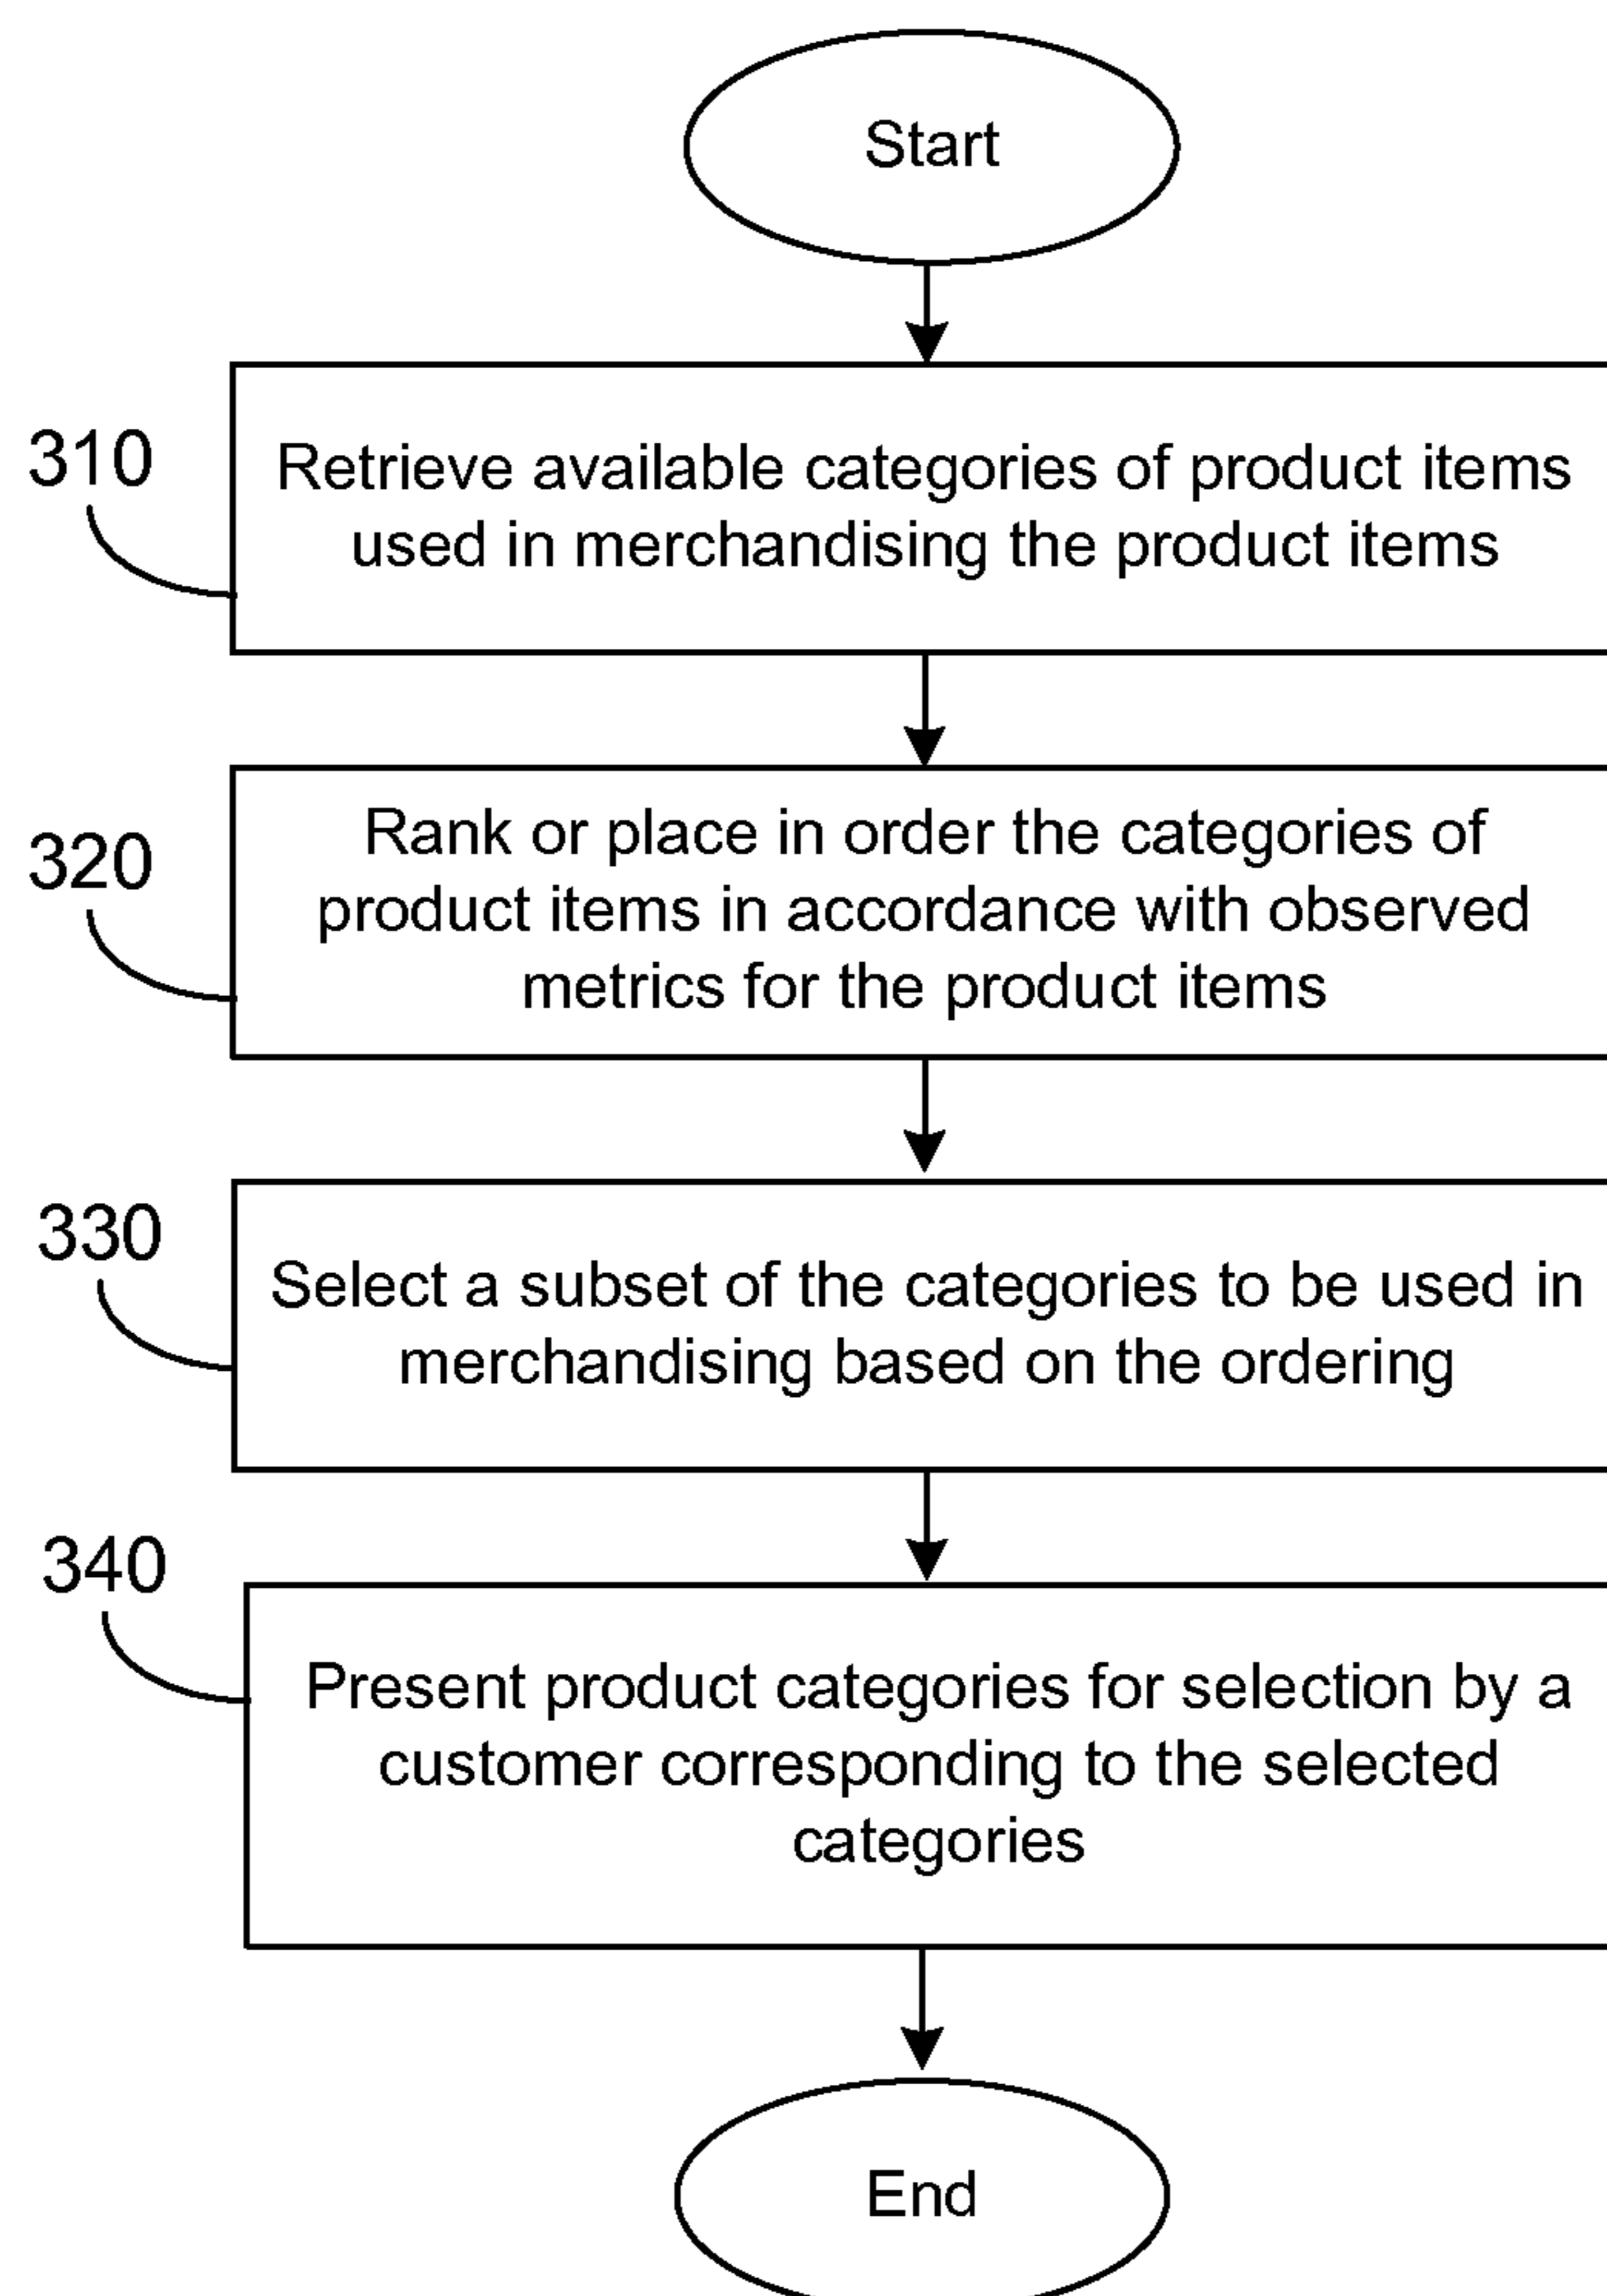 Start
310
Retrieve available categories of product items
used in merchandising the product items
320
Rank or place in order the categories of
product items in accordance with observed
metrics for the product items
330
Select a subset of the categories to be used in
merchandising based on the ordering
340
Present product categories for selection by a
customer corresponding to the selected
categories
End